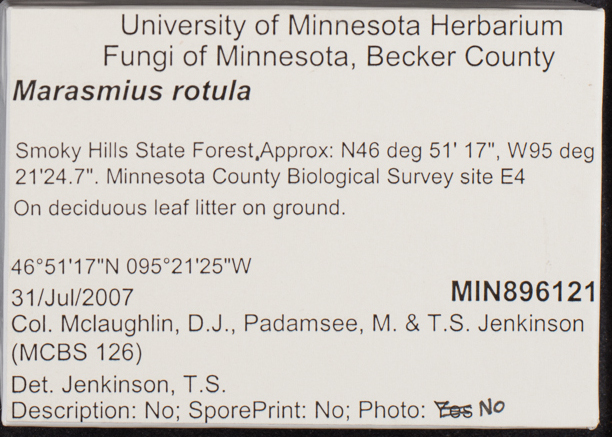 University of Minnesota Herbarium
Fungi of Minnesota, Becker County
Marasmius rotula
Smoky Hills State Forest, Approx: N46 deg 51' 17", W95 deg
21'24.7". Minnesota County Biological Survey site E4
On deciduous leaf litter on ground.
46°51'17"N 095°21'25"W
31/Jul/2007 MIN896121
Col. Mclaughlin, D.J., Padamsee, M. & T.S. Jenkinson
(MCBS 126)
Det. Jenkinson, T.S.
Description: No; SporePrint: No; Photo: Yes NO